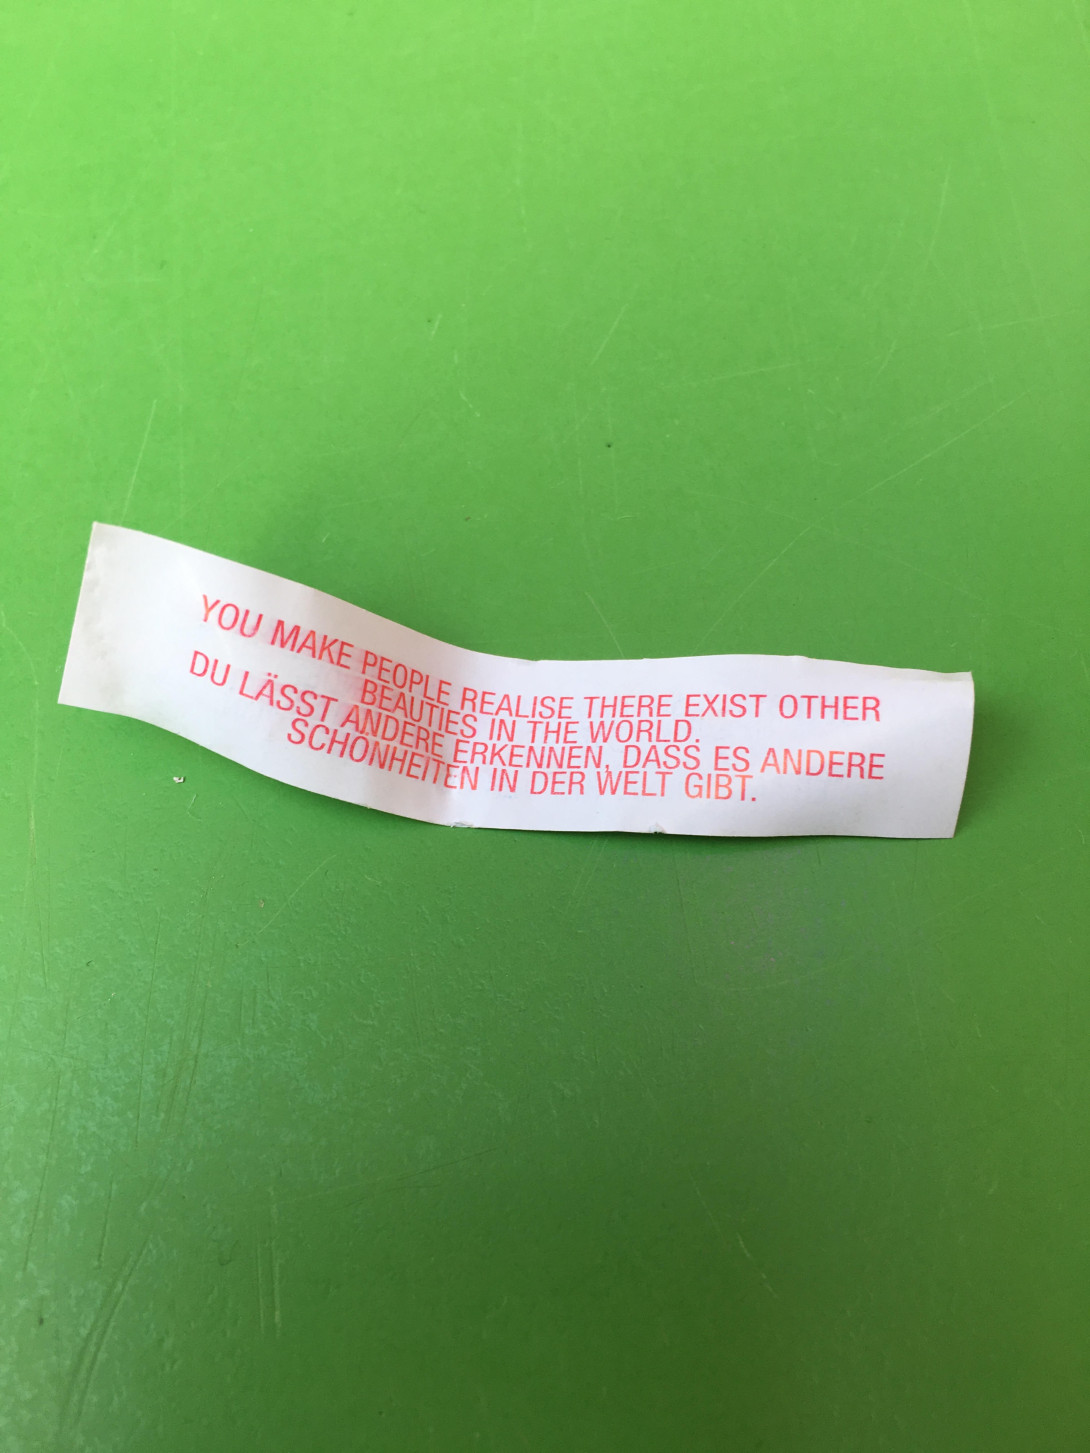 YOU MAKE PEOPLE REALISE THERE EXIST OTHER
BEAUTIES IN THE WORLD.
DU LÄSST ANDERE ERKENNEN, DASS ES ANDERE
SCHÖNHEITEN IN DER WELT GIBT.